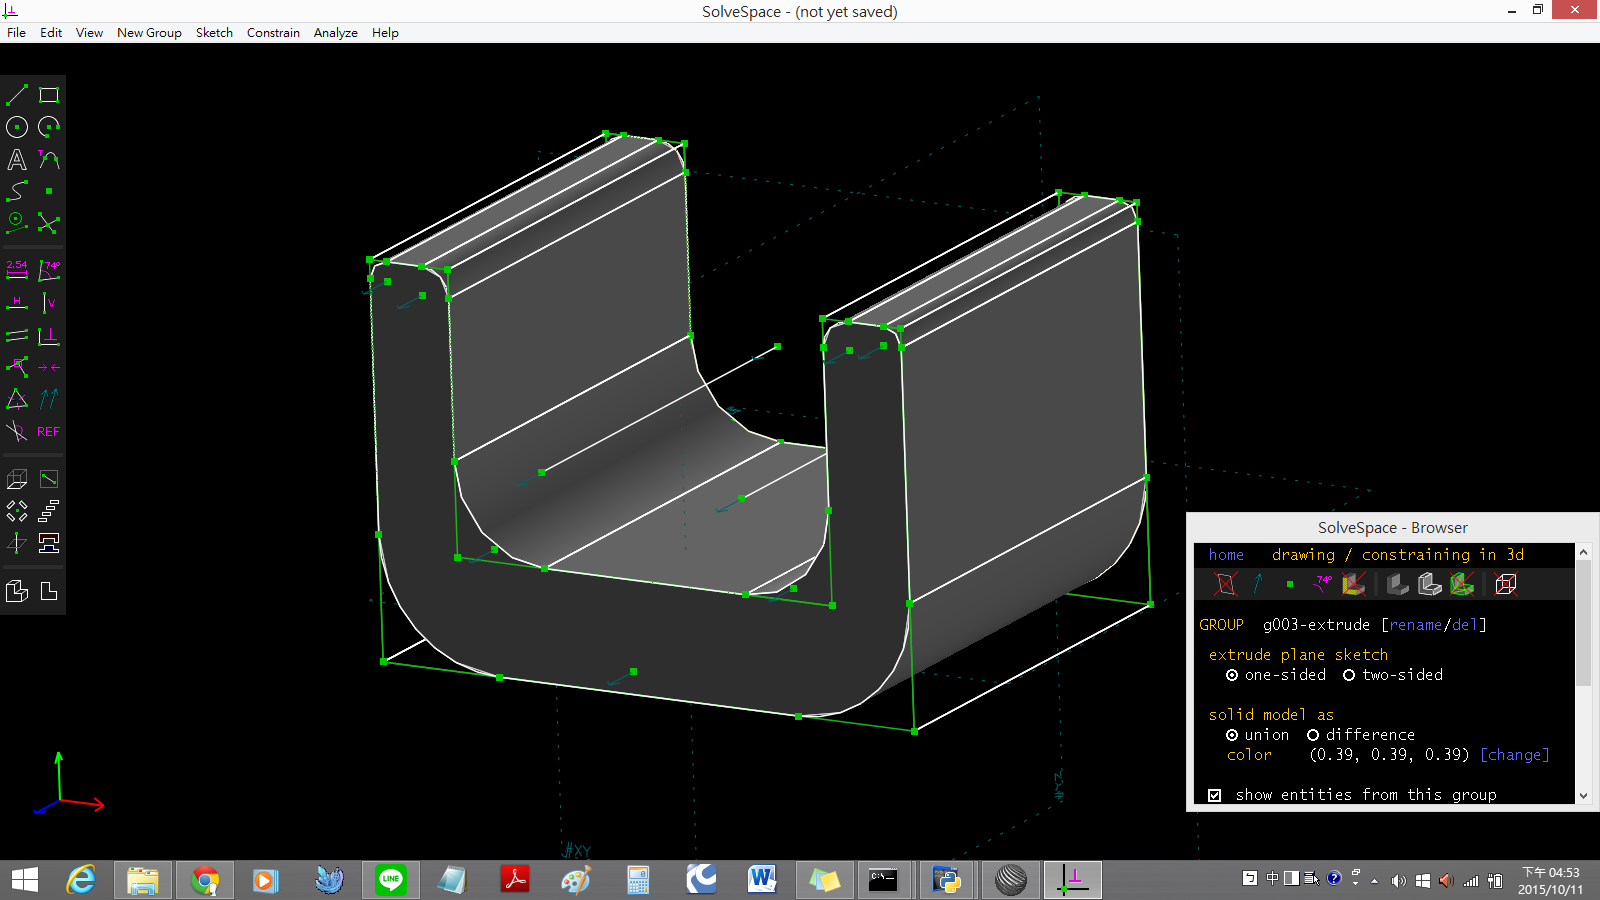 SolveSpace - (not yet saved)
File Edit View New Group Sketch Constrain Analyze Help
A T
2.54 74°
H V
REF
#XY
SolveSpace - Browser
home drawing / constraining in 3d
74°
GROUP g003-extrude [rename/del]
extrude plane sketch
one-sided two-sided
solid model as
union difference
color (0.39, 0.39, 0.39) [change]
show entities from this group
LINE
C:\-
W
中
下午 04:53
2015/10/11